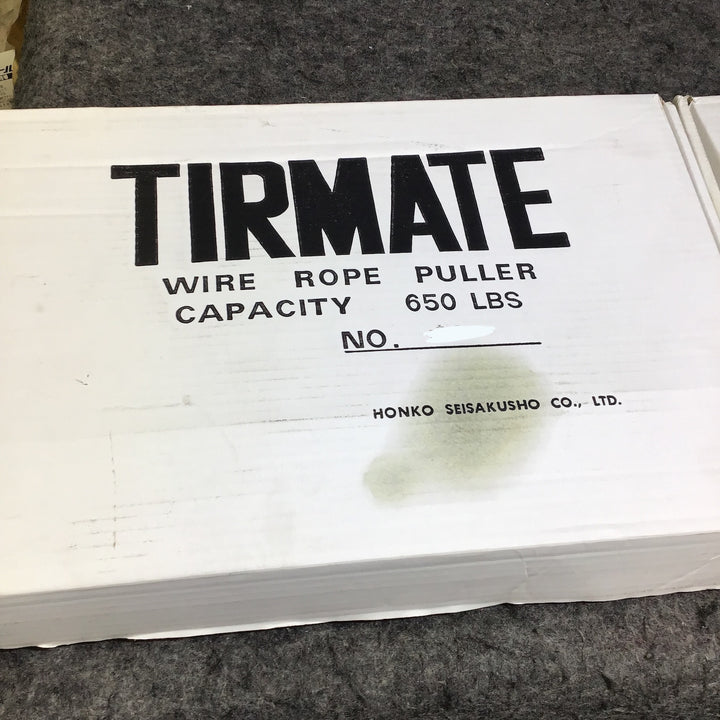 TIRMATE
WIRE ROPE PULLER
CAPACITY 650 LBS
NO.
HONKO SEISAKUSHO CO., LTD.